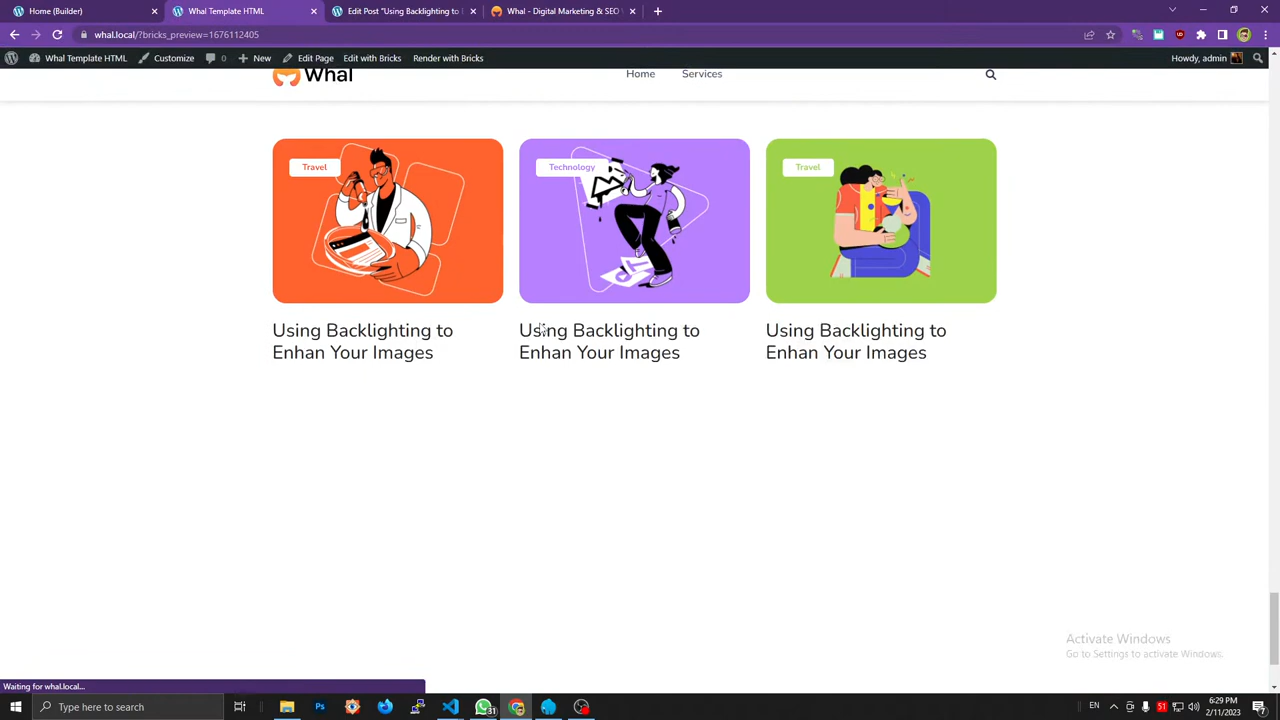 Home (Builder)
Whal Template HTML
Edit Post "Using Backlighting to
Whal - Digital Marketing & SEO
whal.local/?bricks_preview=1676112405
Whal Template HTML
Customize
0
New
Edit Page
Edit with Bricks
Render with Bricks
Howdy, admin
Whal
Home
Services
Travel
Technology
Travel
Using Backlighting to
Enhan Your Images
Using Backlighting to
Enhan Your Images
Using Backlighting to
Enhan Your Images
Activate Windows
Go to Settings to activate Windows.
Waiting for whal.local...
Type here to search
Ps
31
EN
51
6:29 PM
2/11/2023